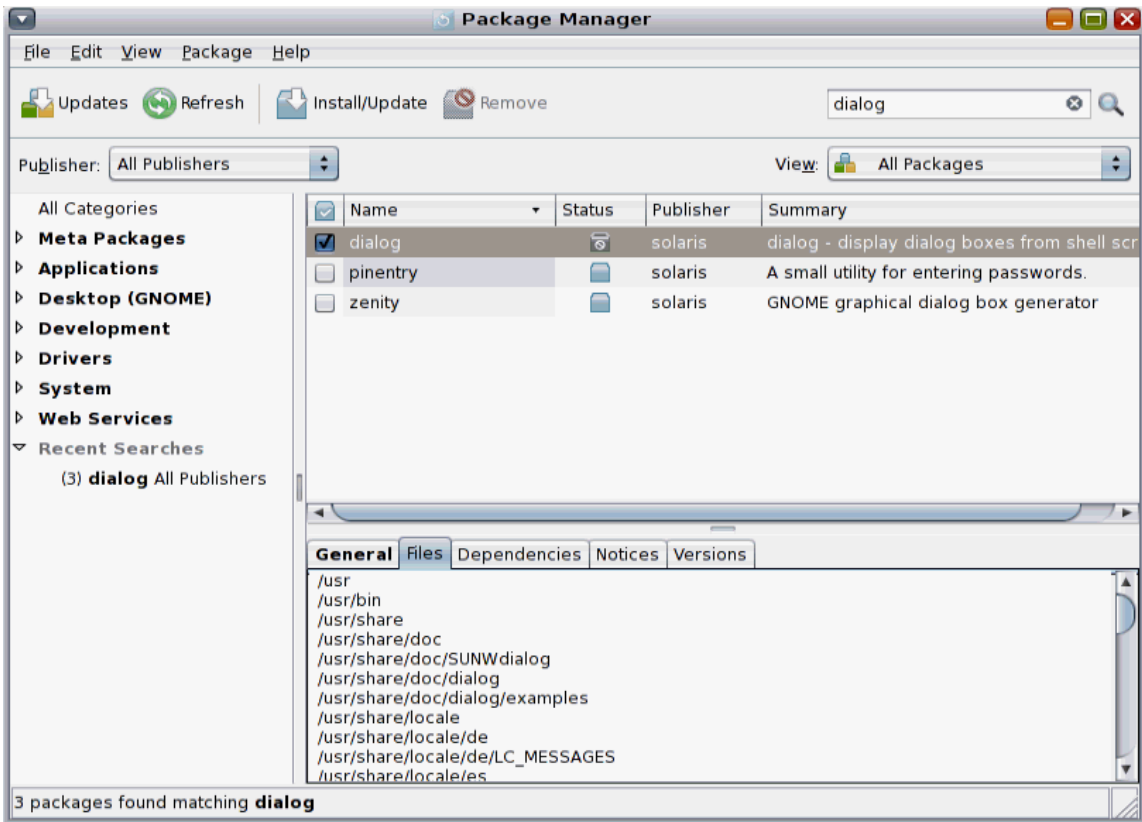 Package Manager
File Edit View Package Help
Updates Refresh Install/Update Remove dialog
Publisher: All Publishers View: All Packages
All Categories
Meta Packages
Applications
Desktop (GNOME)
Development
Drivers
System
Web Services
Recent Searches
(3) dialog All Publishers
Name Status Publisher Summary
dialog solaris dialog - display dialog boxes from shell scr
pinentry solaris A small utility for entering passwords.
zenity solaris GNOME graphical dialog box generator
General Files Dependencies Notices Versions
/usr
/usr/bin
/usr/share
/usr/share/doc
/usr/share/doc/SUNWdialog
/usr/share/doc/dialog
/usr/share/doc/dialog/examples
/usr/share/locale
/usr/share/locale/de
/usr/share/locale/de/LC_MESSAGES
/usr/share/locale/es
3 packages found matching dialog